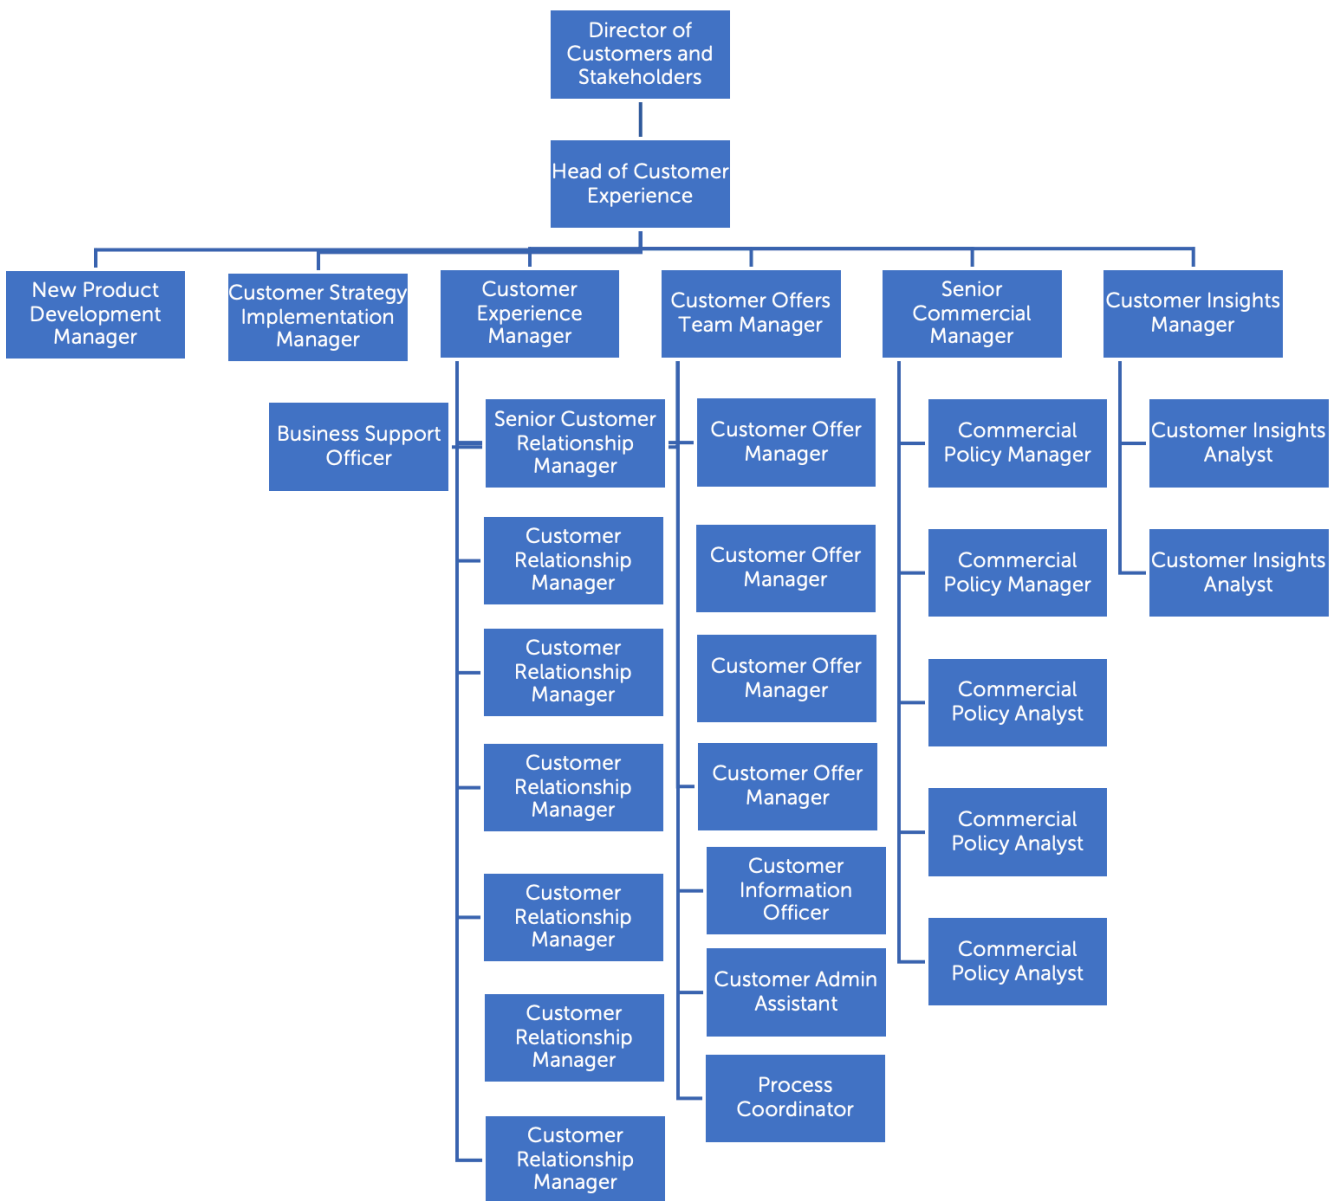 Director of
Customers and
Stakeholders
Head of Customer
Experience
New Product
Development
Manager
Customer Strategy
Implementation
Manager
Customer
Experience
Manager
Customer Offers
Team Manager
Senior
Commercial
Manager
Customer Insights
Manager
Business Support
Officer
Senior Customer
Relationship
Manager
Customer
Relationship
Manager
Customer
Relationship
Manager
Customer
Relationship
Manager
Customer
Relationship
Manager
Customer
Relationship
Manager
Customer
Relationship
Manager
Customer Offer
Manager
Customer Offer
Manager
Customer Offer
Manager
Customer Offer
Manager
Customer
Information
Officer
Customer Admin
Assistant
Process
Coordinator
Commercial
Policy Manager
Commercial
Policy Manager
Commercial
Policy Analyst
Commercial
Policy Analyst
Commercial
Policy Analyst
Customer Insights
Analyst
Customer Insights
Analyst